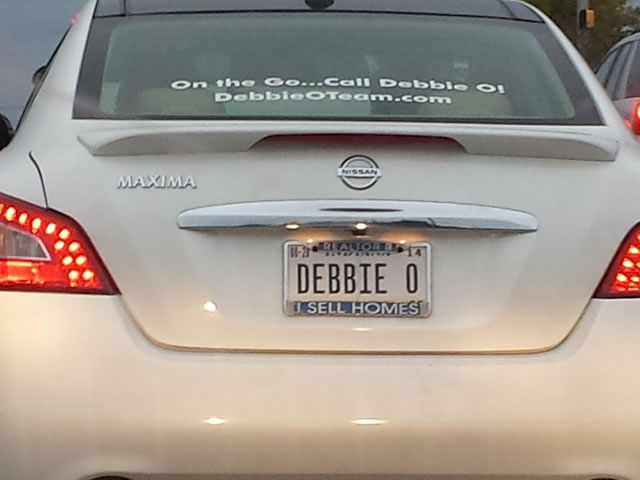 On the Go...Call Debbie O!
DebbieOTeam.com
MAXIMA
NISSAN
REALTOR
14
DEBBIE O
I SELL HOMES